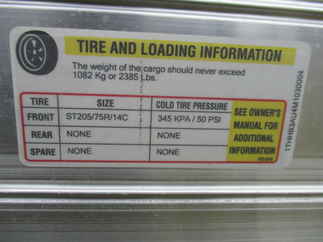 TIRE AND LOADING INFORMATION
The weight of the cargo should never exceed
1082 Kg or 2385 Lbs.
TIRE SIZE COLD TIRE PRESSURE
FRONT ST205/75R/14C 345 KPA / 50 PSI
REAR NONE NONE
SPARE NONE NONE
SEE OWNER'S
MANUAL FOR
ADDITIONAL
INFORMATION